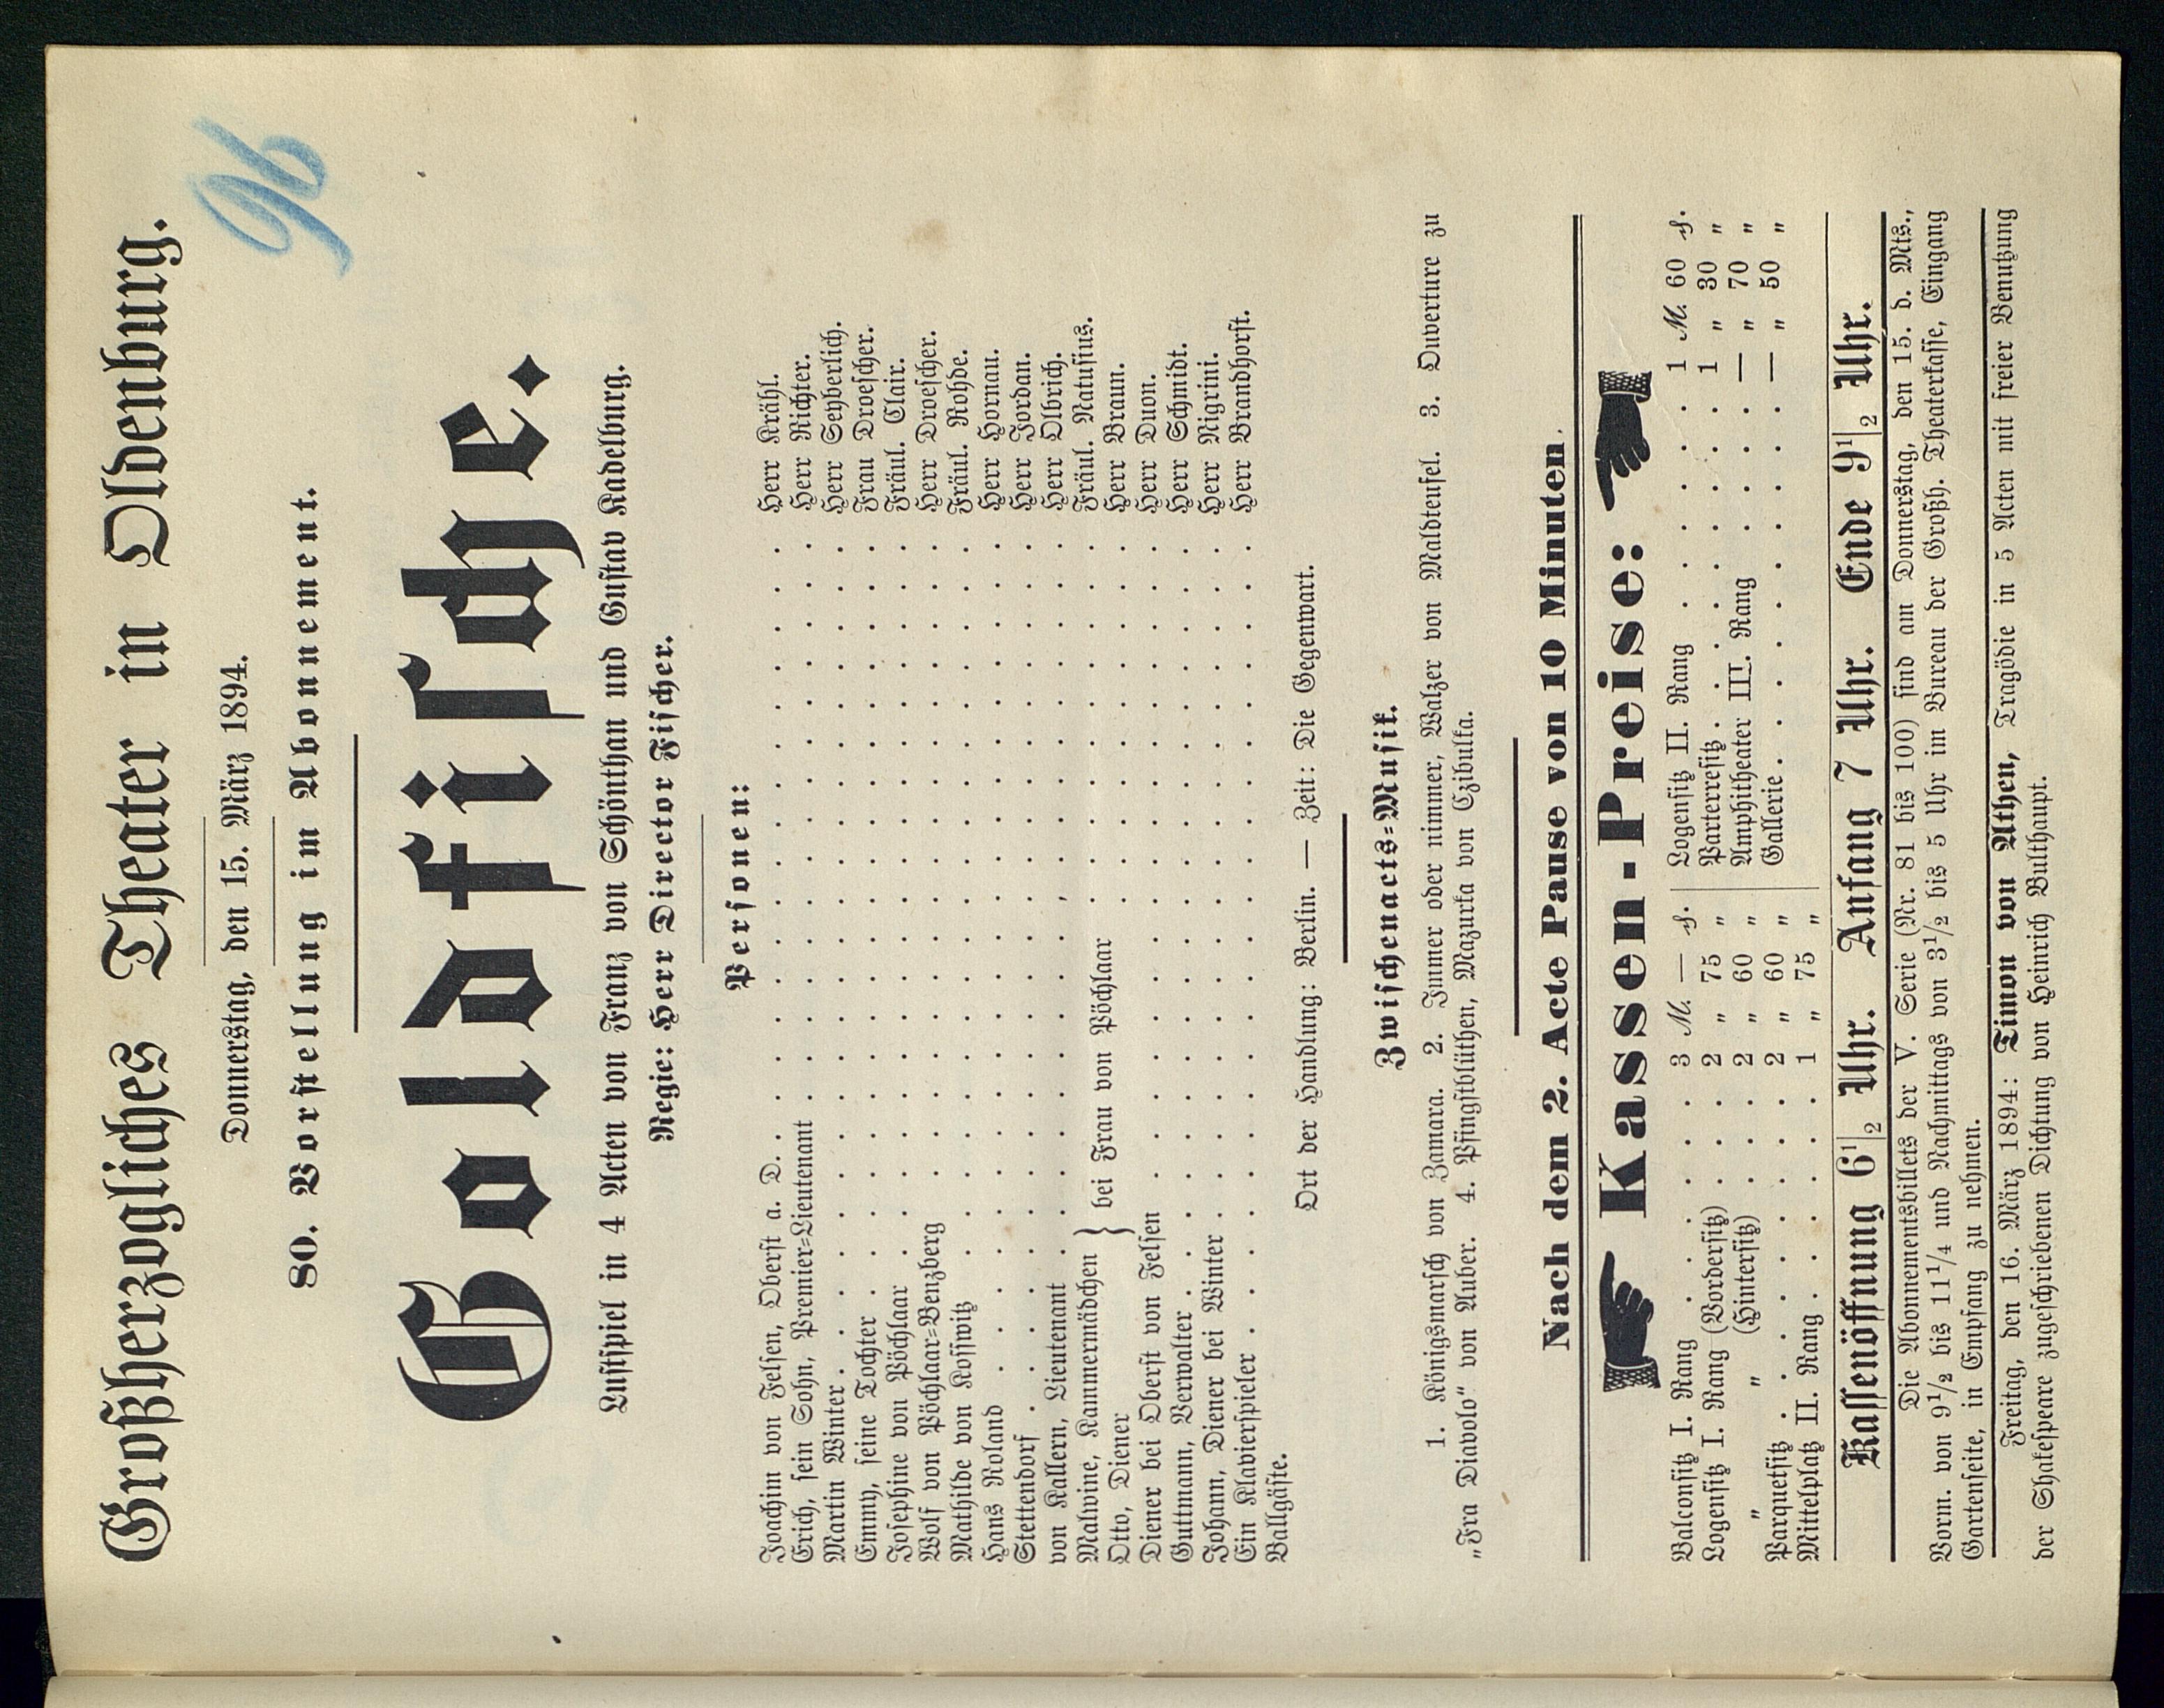 Großherzogliches Theater in Oldenburg.
96
Donnerstag, den 15. März 1894.
80. Vorstellung im Abonnement.
Goldfische.
Lustspiel in 4 Acten von Franz von Schönthan und Gustav Kadelburg.
Regie: Herr Director Fischer.
Personen:
Joachim von Felsen, Oberst a. D. . . . Herr Krähl.
Erich, sein Sohn, Premier-Lieutenant . . . Herr Richter.
Martin Winter . . . Herr Seyberlich.
Emmy, seine Tochter . . . Frau Droescher.
Josephine von Pöchlaar . . . Fräul. Clair.
Wolf von Pöchlaar-Benzberg . . . Herr Droescher.
Mathilde von Kosswitz . . . Fräul. Rohde.
Hans Roland . . . Herr Hornau.
Stettendorf . . . Herr Jordan.
von Kallern, Lieutenant . . . Herr Olbrich.
Malwine, Kammermädchen } bei Frau von Pöchlaar . . . Fräul. Natusius.
Otto, Diener . . . Herr Braun.
Diener bei Oberst von Felsen . . . Herr Duon.
Guttmann, Verwalter . . . Herr Schmidt.
Johann, Diener bei Winter . . . Herr Nigrini.
Ein Klavierspieler . . . Herr Brandhorst.
Ballgäste.
Ort der Handlung: Berlin. — Zeit: Die Gegenwart.
Zwischenacts-Musik.
1. Königsmarsch von Zamara. 2. Immer oder nimmer, Walzer von Waldteufel. 3. Ouverture zu
„Fra Diavolo“ von Auber. 4. Pfingstblüthen, Mazurka von Czibulka.
Nach dem 2. Acte Pause von 10 Minuten.
Kassen-Preise:
Balconsitz I. Rang . . . 3 M. — ₰.
Logensitz I. Rang (Vordersitz) . . . 2 " 75 "
" " (Hintersitz) . . . 2 " 60 "
Parquetsitz . . . 2 " 60 "
Mittelplatz II. Rang . . . 1 " 75 "
Logensitz II. Rang . . . 1 M. 60 ₰.
Parterresitz . . . 1 " 30 "
Amphitheater III. Rang . . . — " 70 "
Gallerie . . . — " 50 "
Kassenöffnung 6 1/2 Uhr. Anfang 7 Uhr. Ende 9 1/2 Uhr.
Die Abonnementsbillets der V. Serie (Nr. 81 bis 100) sind am Donnerstag, den 15. d. Mts.,
Vorm. von 9 1/2 bis 11 1/4 und Nachmittags von 3 1/2 bis 5 Uhr im Bureau der Großh. Theaterkasse, Eingang
Gartenseite, in Empfang zu nehmen.
Freitag, den 16. März 1894: Timon von Athen, Tragödie in 5 Acten mit freier Benutzung
der Shakespeare zugeschriebenen Dichtung von Heinrich Bulthaupt.